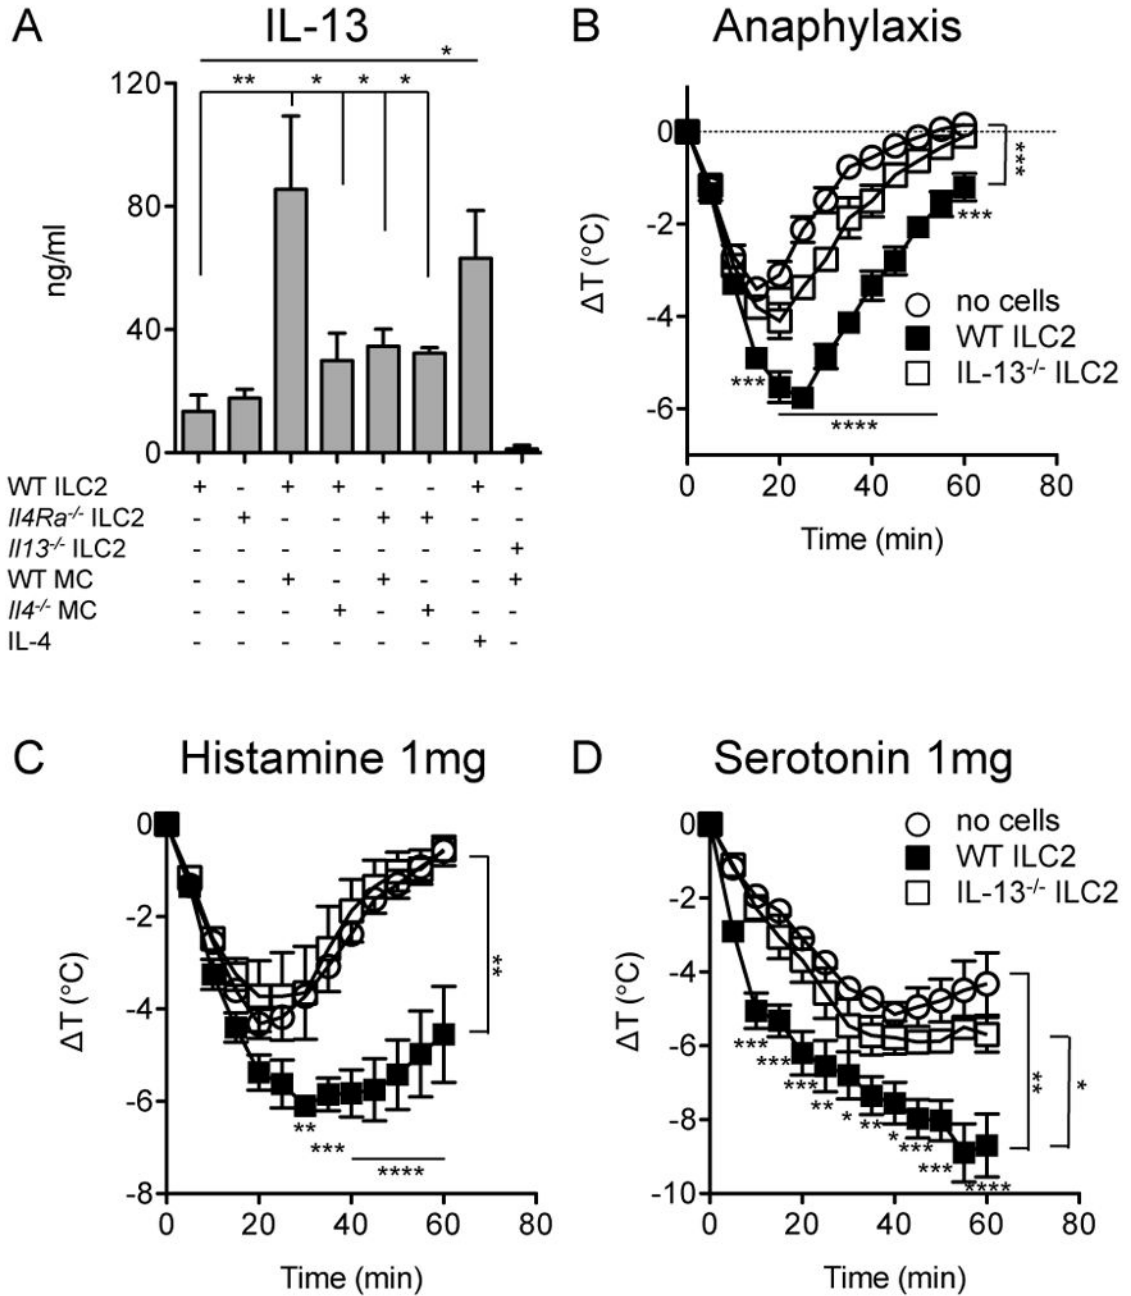 A IL-13
*
** * * *
120
80
40
0
ng/ml
WT ILC2 + - + + - - + -
Il4Ra-/- ILC2 - + - - + + - -
Il13-/- ILC2 - - - - - - - +
WT MC - - + - + - - +
Il4-/- MC - - - + - + - -
IL-4 - - - - - - + -
B Anaphylaxis
0
-2
-4
-6
ΔT (°C)
***
***
***
****
no cells
WT ILC2
IL-13-/- ILC2
0 20 40 60 80
Time (min)
C Histamine 1mg
0
-2
-4
-6
-8
ΔT (°C)
**
**
***
****
0 20 40 60 80
Time (min)
D Serotonin 1mg
no cells
WT ILC2
IL-13-/- ILC2
0
-2
-4
-6
-8
-10
ΔT (°C)
***
***
***
**
*
**
*
***
***
****
**
*
0 20 40 60 80
Time (min)